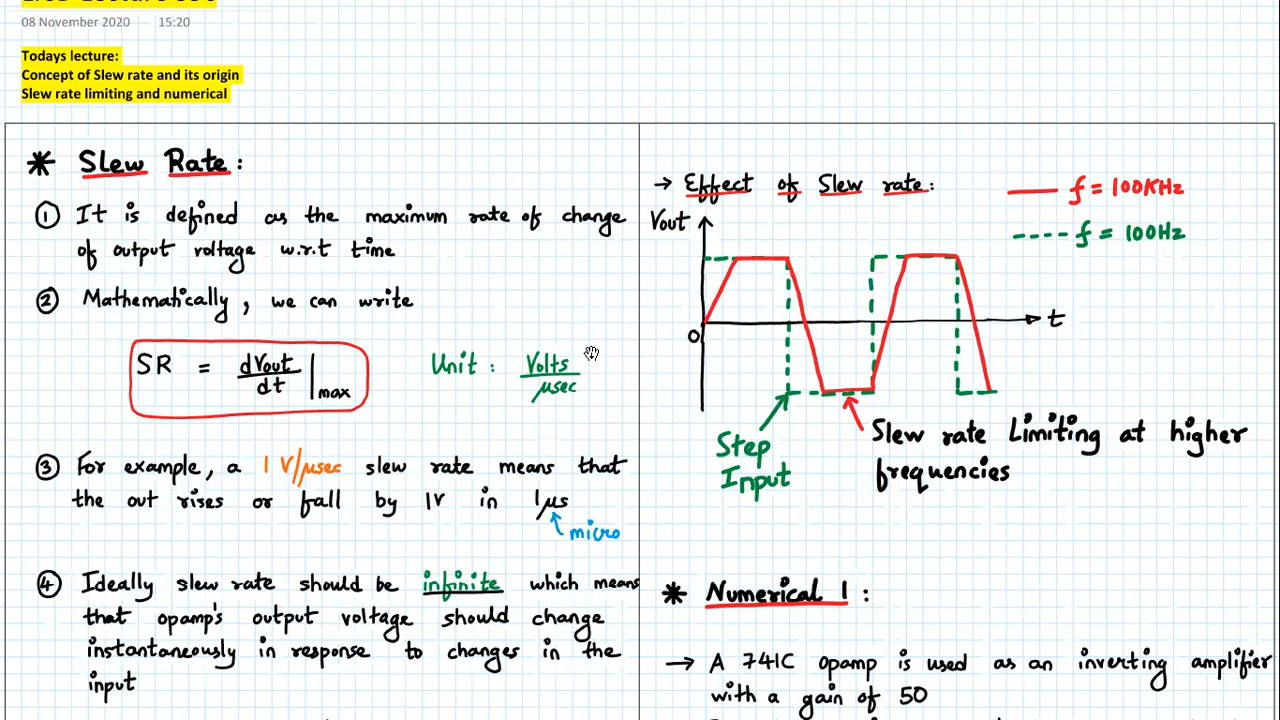 08 November 2020 15:20
Todays lecture:
Concept of Slew rate and its origin
Slew rate limiting and numerical
* Slew Rate:
① It is defined as the maximum rate of change
of output voltage w.r.t time
② Mathematically, we can write
SR = dVout/dt |max
Unit : Volts/μsec
③ For example, a 1 V/μsec slew rate means that
the out rises or fall by 1V in 1μs
micro
④ Ideally slew rate should be infinite which means
that opamp's output voltage should change
instantaneously in response to changes in the
input
→ Effect of Slew rate:
f = 100KHz
f = 100Hz
Vout
0
t
Step
Input
Slew rate Limiting at higher
frequencies
* Numerical 1 :
→ A 741C opamp is used as an inverting amplifier
with a gain of 50